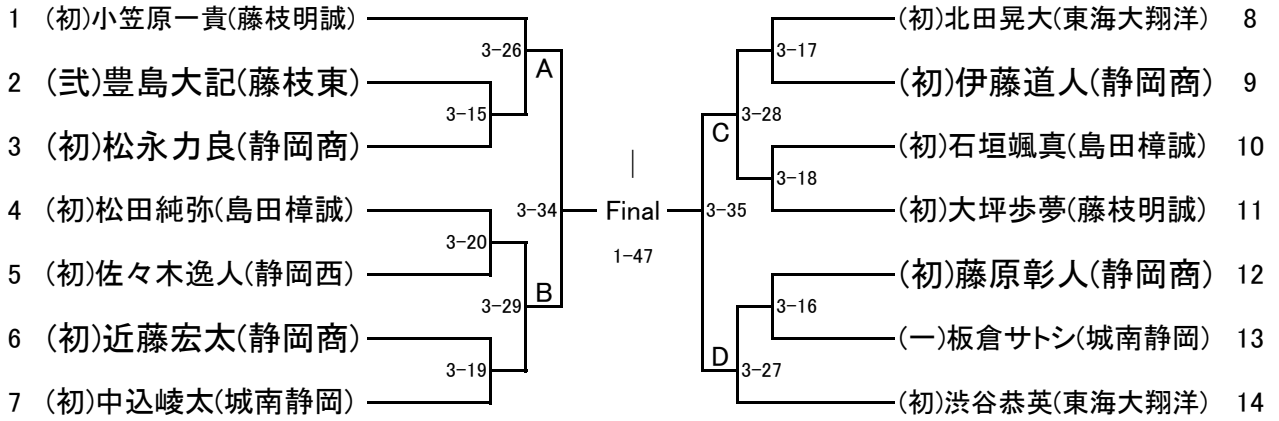 1 (初)小笠原一貴(藤枝明誠)
3-26
A
2 (弐)豊島大記(藤枝東)
3-15
3 (初)松永力良(静岡商)
4 (初)松田純弥(島田樟誠)
3-34
3-20
5 (初)佐々木逸人(静岡西)
3-29
B
6 (初)近藤宏太(静岡商)
3-19
7 (初)中込崚太(城南静岡)
|
Final
1-47
(初)北田晃大(東海大翔洋) 8
3-17
(初)伊藤道人(静岡商) 9
C
3-28
(初)石垣颯真(島田樟誠) 10
3-18
(初)大坪歩夢(藤枝明誠) 11
3-35
(初)藤原彰人(静岡商) 12
3-16
(一)板倉サトシ(城南静岡) 13
D
3-27
(初)渋谷恭英(東海大翔洋) 14